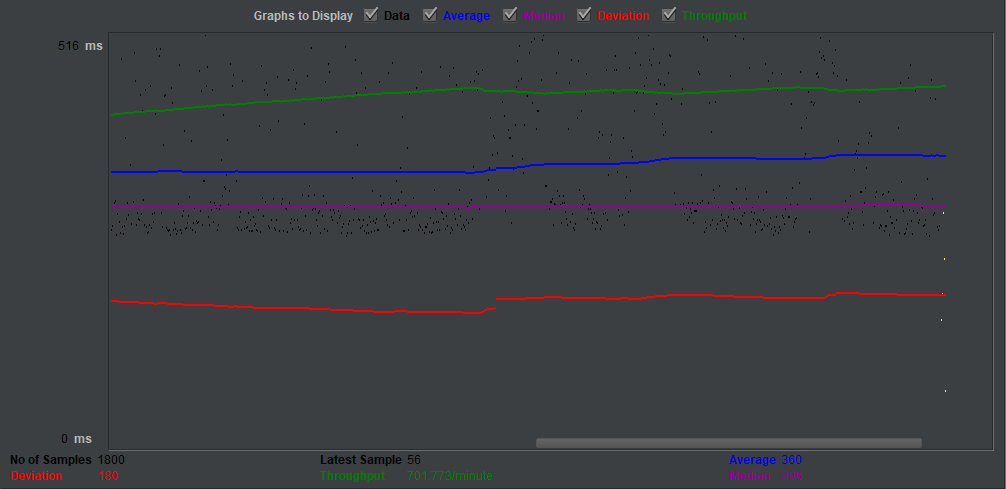 Graphs to Display Data Average Median Deviation Throughput
516 ms
0 ms
No of Samples 1800 Latest Sample 56 Average 360
Deviation 180 Throughput 701.773/minute Median